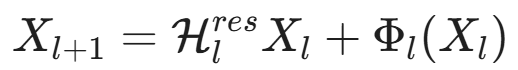 $X_{l+1} = \mathcal{H}_l^{res} X_l + \Phi_l(X_l)$